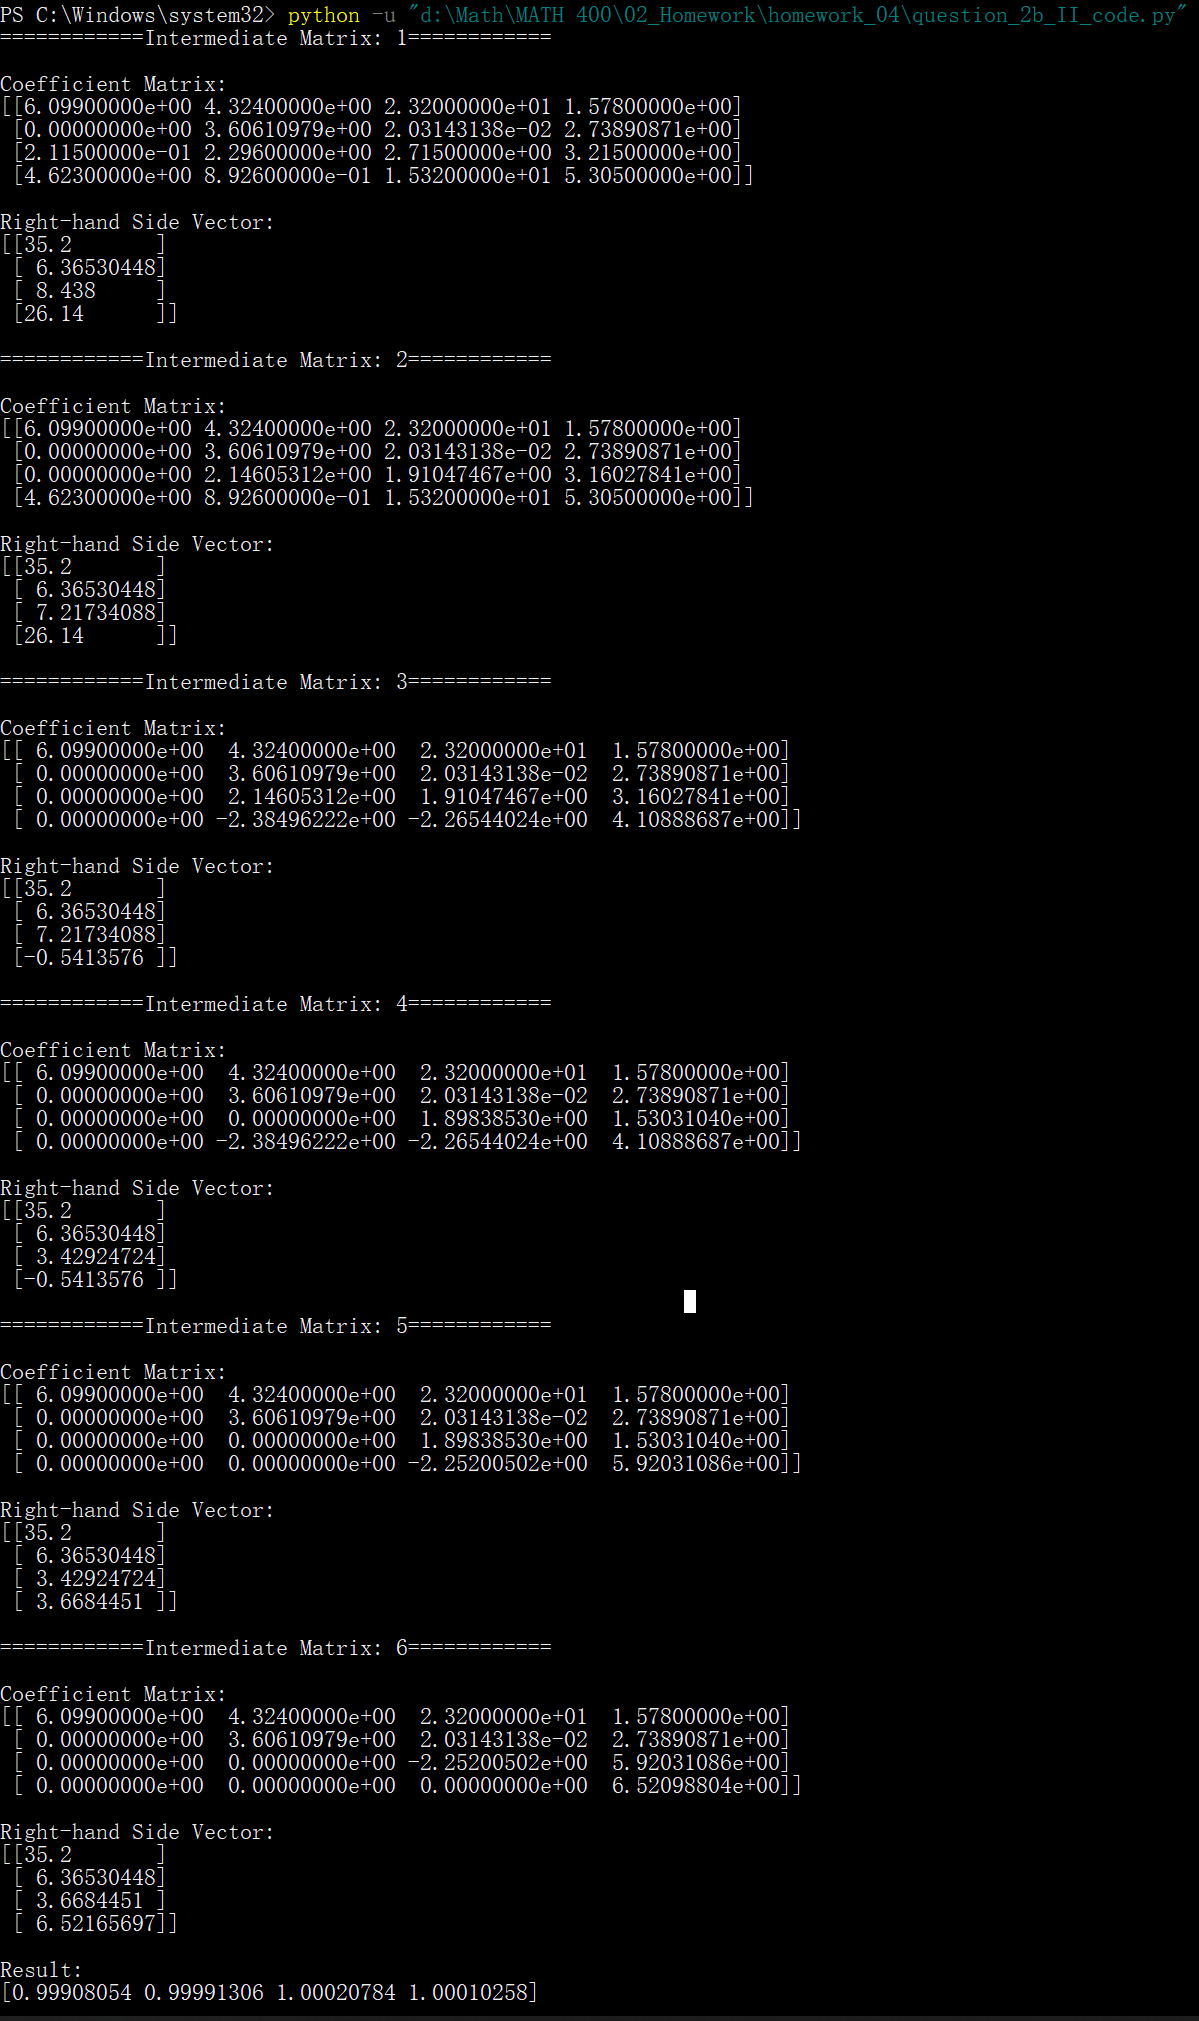 PS C:\Windows\system32> python -u "d:\Math\MATH 400\02_Homework\homework_04\question_2b_II_code.py"
============Intermediate Matrix: 1============
Coefficient Matrix:
[[6.09900000e+00 4.32400000e+00 2.32000000e+01 1.57800000e+00]
 [0.00000000e+00 3.60610979e+00 2.03143138e-02 2.73890871e+00]
 [2.11500000e-01 2.29600000e+00 2.71500000e+00 3.21500000e+00]
 [4.62300000e+00 8.92600000e-01 1.53200000e+01 5.30500000e+00]]
Right-hand Side Vector:
[[35.2       ]
 [ 6.36530448]
 [ 8.438     ]
 [26.14      ]]
============Intermediate Matrix: 2============
Coefficient Matrix:
[[6.09900000e+00 4.32400000e+00 2.32000000e+01 1.57800000e+00]
 [0.00000000e+00 3.60610979e+00 2.03143138e-02 2.73890871e+00]
 [0.00000000e+00 2.14605312e+00 1.91047467e+00 3.16027841e+00]
 [4.62300000e+00 8.92600000e-01 1.53200000e+01 5.30500000e+00]]
Right-hand Side Vector:
[[35.2       ]
 [ 6.36530448]
 [ 7.21734088]
 [26.14      ]]
============Intermediate Matrix: 3============
Coefficient Matrix:
[[ 6.09900000e+00  4.32400000e+00  2.32000000e+01  1.57800000e+00]
 [ 0.00000000e+00  3.60610979e+00  2.03143138e-02  2.73890871e+00]
 [ 0.00000000e+00  2.14605312e+00  1.91047467e+00  3.16027841e+00]
 [ 0.00000000e+00 -2.38496222e+00 -2.26544024e+00  4.10888687e+00]]
Right-hand Side Vector:
[[35.2       ]
 [ 6.36530448]
 [ 7.21734088]
 [-0.5413576 ]]
============Intermediate Matrix: 4============
Coefficient Matrix:
[[ 6.09900000e+00  4.32400000e+00  2.32000000e+01  1.57800000e+00]
 [ 0.00000000e+00  3.60610979e+00  2.03143138e-02  2.73890871e+00]
 [ 0.00000000e+00  0.00000000e+00  1.89838530e+00  1.53031040e+00]
 [ 0.00000000e+00 -2.38496222e+00 -2.26544024e+00  4.10888687e+00]]
Right-hand Side Vector:
[[35.2       ]
 [ 6.36530448]
 [ 3.42924724]
 [-0.5413576 ]]
============Intermediate Matrix: 5============
Coefficient Matrix:
[[ 6.09900000e+00  4.32400000e+00  2.32000000e+01  1.57800000e+00]
 [ 0.00000000e+00  3.60610979e+00  2.03143138e-02  2.73890871e+00]
 [ 0.00000000e+00  0.00000000e+00  1.89838530e+00  1.53031040e+00]
 [ 0.00000000e+00  0.00000000e+00 -2.25200502e+00  5.92031086e+00]]
Right-hand Side Vector:
[[35.2       ]
 [ 6.36530448]
 [ 3.42924724]
 [ 3.6684451 ]]
============Intermediate Matrix: 6============
Coefficient Matrix:
[[ 6.09900000e+00  4.32400000e+00  2.32000000e+01  1.57800000e+00]
 [ 0.00000000e+00  3.60610979e+00  2.03143138e-02  2.73890871e+00]
 [ 0.00000000e+00  0.00000000e+00 -2.25200502e+00  5.92031086e+00]
 [ 0.00000000e+00  0.00000000e+00  0.00000000e+00  6.52098804e+00]]
Right-hand Side Vector:
[[35.2       ]
 [ 6.36530448]
 [ 3.6684451 ]
 [ 6.52165697]]
Result:
[0.99908054 0.99991306 1.00020784 1.00010258]